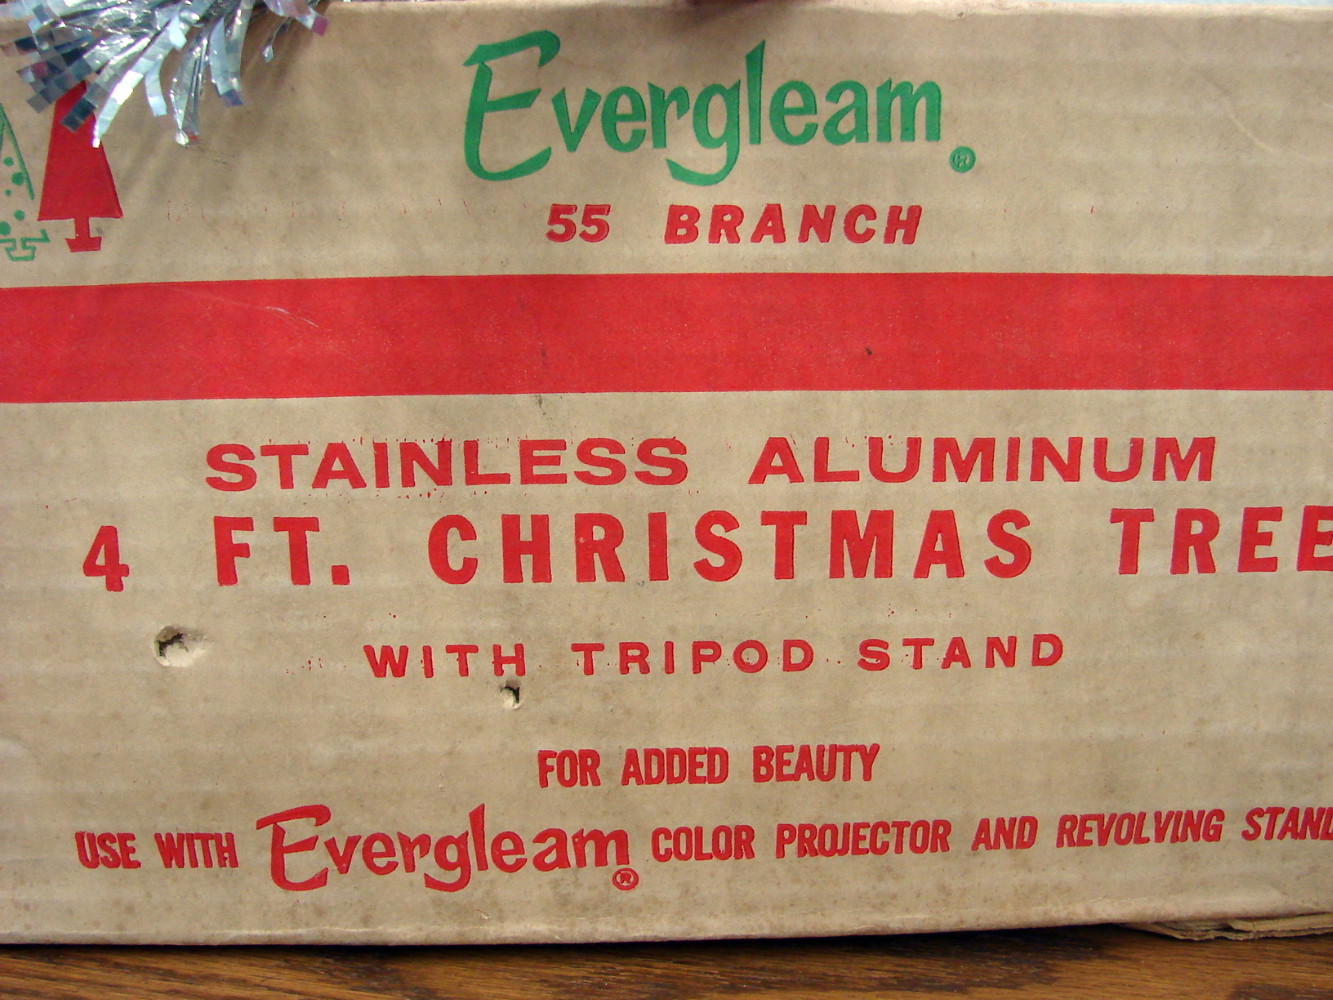 Evergleam®
55 BRANCH
STAINLESS ALUMINUM
4 FT. CHRISTMAS TREE
WITH TRIPOD STAND
FOR ADDED BEAUTY
USE WITH Evergleam® COLOR PROJECTOR AND REVOLVING STAND